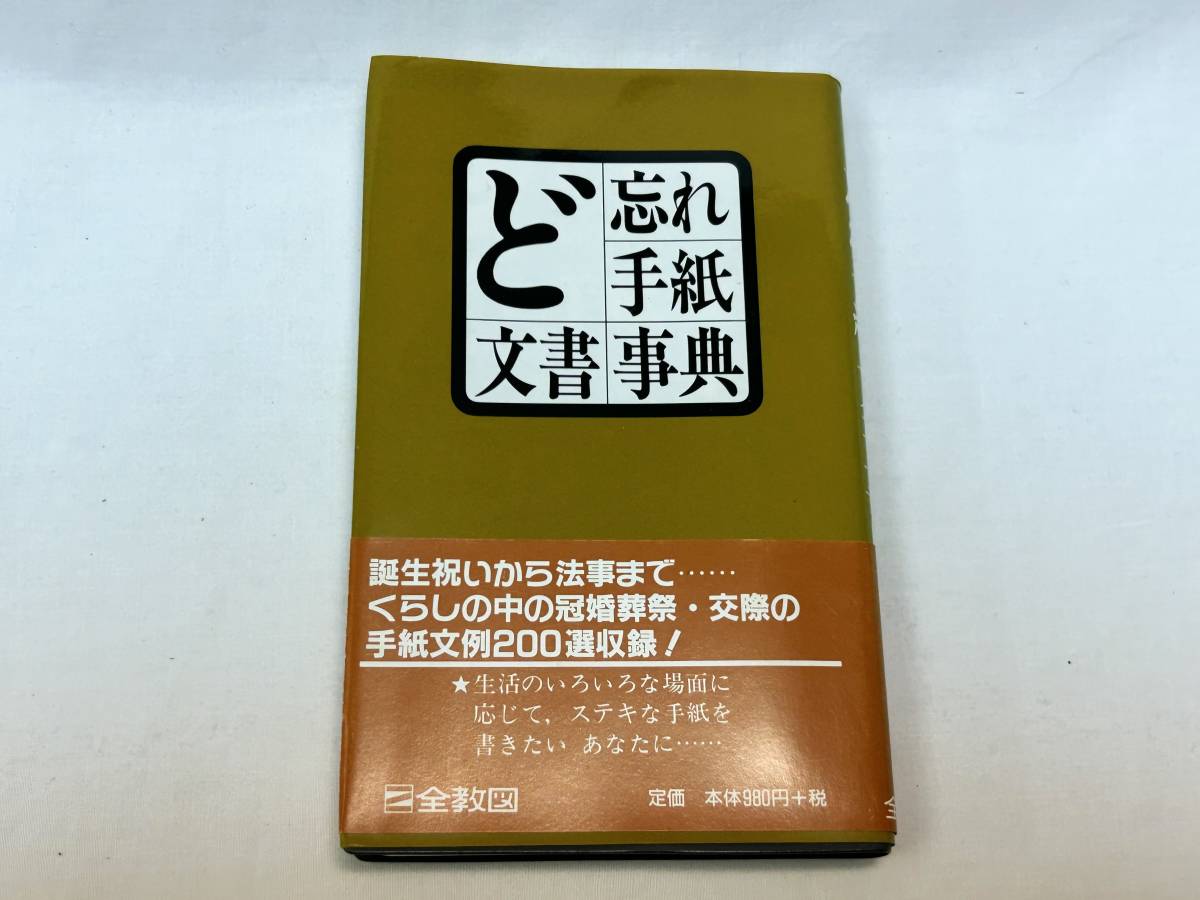 ど忘れ
手紙
文書事典
誕生祝いから法事まで……
くらしの中の冠婚葬祭・交際の
手紙文例200選収録！
★生活のいろいろな場面に
応じて，ステキな手紙を
書きたい あなたに……
全教図
定価 本体980円+税